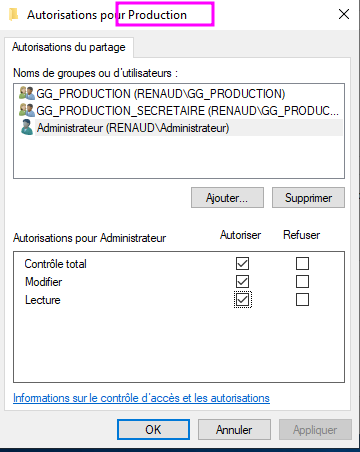 Autorisations pour Production
Autorisations du partage
Noms de groupes ou d'utilisateurs :
GG_PRODUCTION (RENAUD\GG_PRODUCTION)
GG_PRODUCTION_SECRETAIRE (RENAUD\GG_PRODUC...
Administrateur (RENAUD\Administrateur)
Ajouter... Supprimer
Autorisations pour Administrateur Autoriser Refuser
Contrôle total
Modifier
Lecture
Informations sur le contrôle d'accès et les autorisations
OK Annuler Appliquer